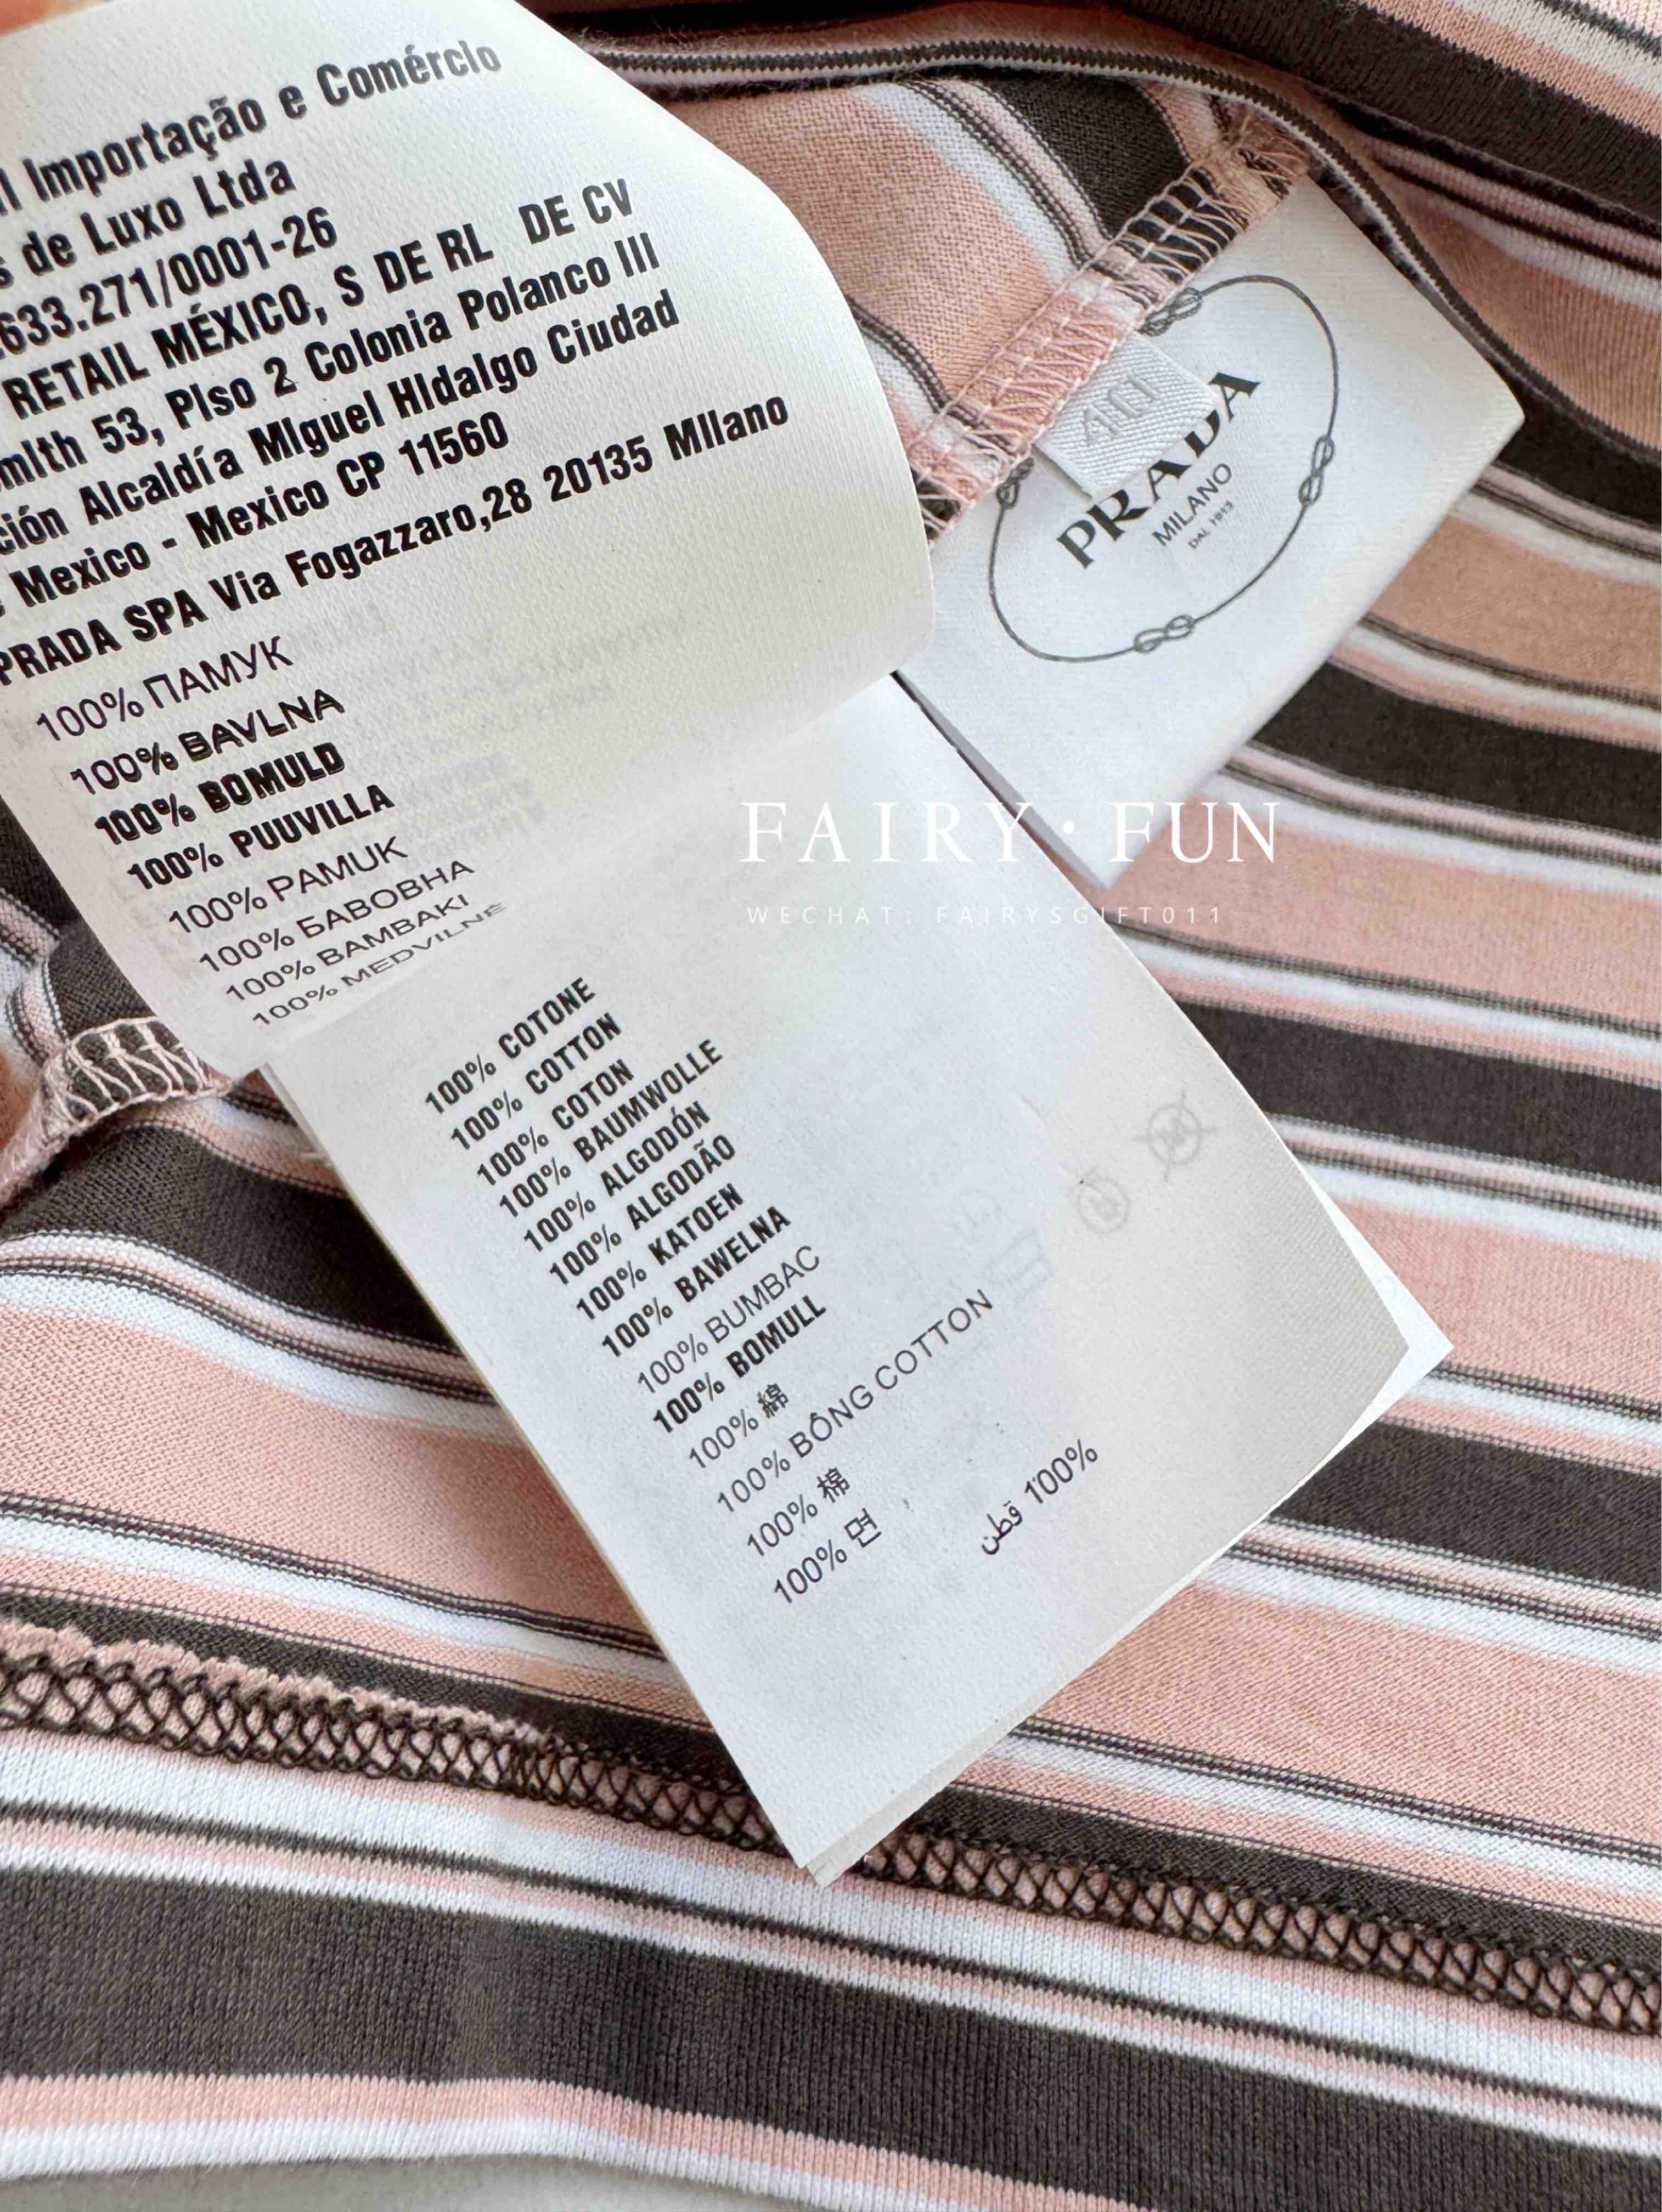 l Importação e Comércio
s de Luxo Ltda
633.271/0001-26
RETAIL MÉXICO, S DE RL DE CV
mith 53, Piso 2 Colonia Polanco III
ción Alcaldía Miguel Hidalgo Ciudad
Mexico - Mexico CP 11560
PRADA SPA Via Fogazzaro,28 20135 Milano
100% ПАМУК
100% BAVLNA
100% BOMULD
100% PUUVILLA
100% PAMUK
100% БАВОВНА
100% BAMBAKI
100% MEDVILNĖ
40
PRADA
MILANO
DAL 1913
FAIRY·FUN
WECHAT: FAIRYSGIFT011
100% COTONE
100% COTTON
100% COTON
100% BAUMWOLLE
100% ALGODÓN
100% ALGODÃO
100% KATOEN
100% BAWELNA
100% BUMBAC
100% BOMULL
100% 綿
100% BÔNG COTTON
100% 棉
100% 면
100% قطن